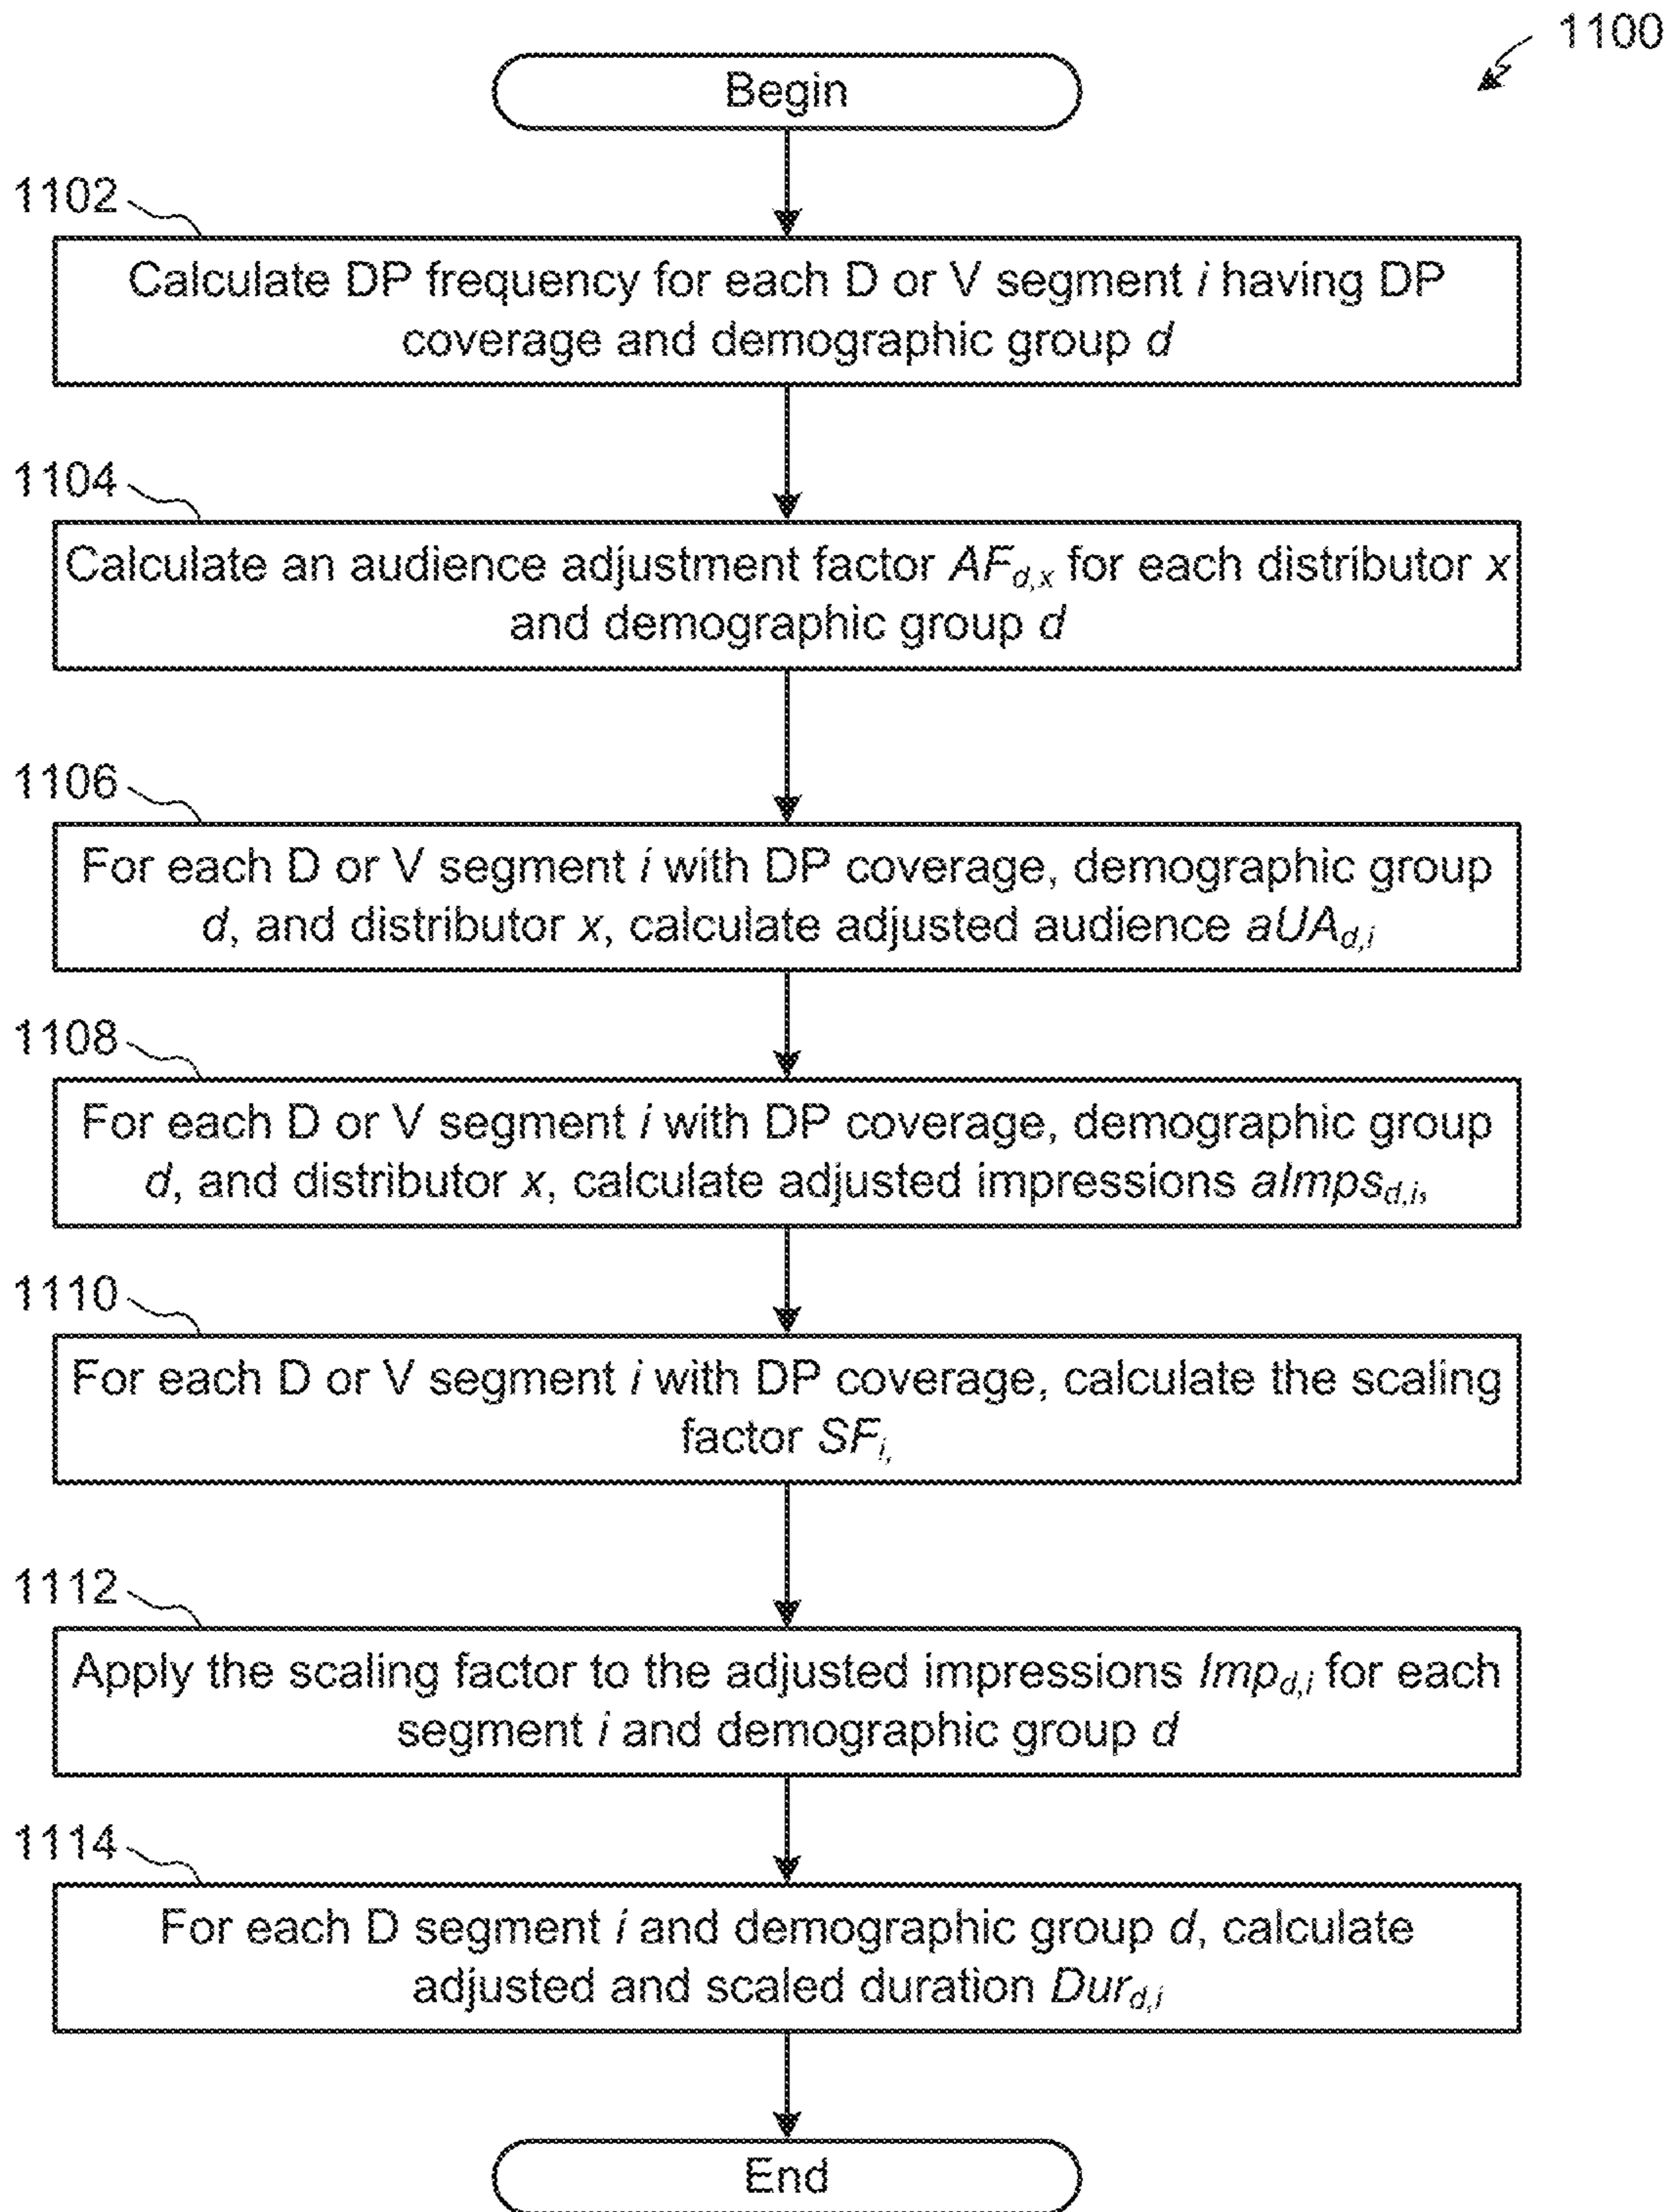 1100
Begin
1102
Calculate DP frequency for each D or V segment i having DP
coverage and demographic group d
1104
Calculate an audience adjustment factor AFd,x for each distributor x
and demographic group d
1106
For each D or V segment i with DP coverage, demographic group
d, and distributor x, calculate adjusted audience aUAd,i
1108
For each D or V segment i with DP coverage, demographic group
d, and distributor x, calculate adjusted impressions aImpsd,i,
1110
For each D or V segment i with DP coverage, calculate the scaling
factor SFi,
1112
Apply the scaling factor to the adjusted impressions Impd,i for each
segment i and demographic group d
1114
For each D segment i and demographic group d, calculate
adjusted and scaled duration Durd,i
End